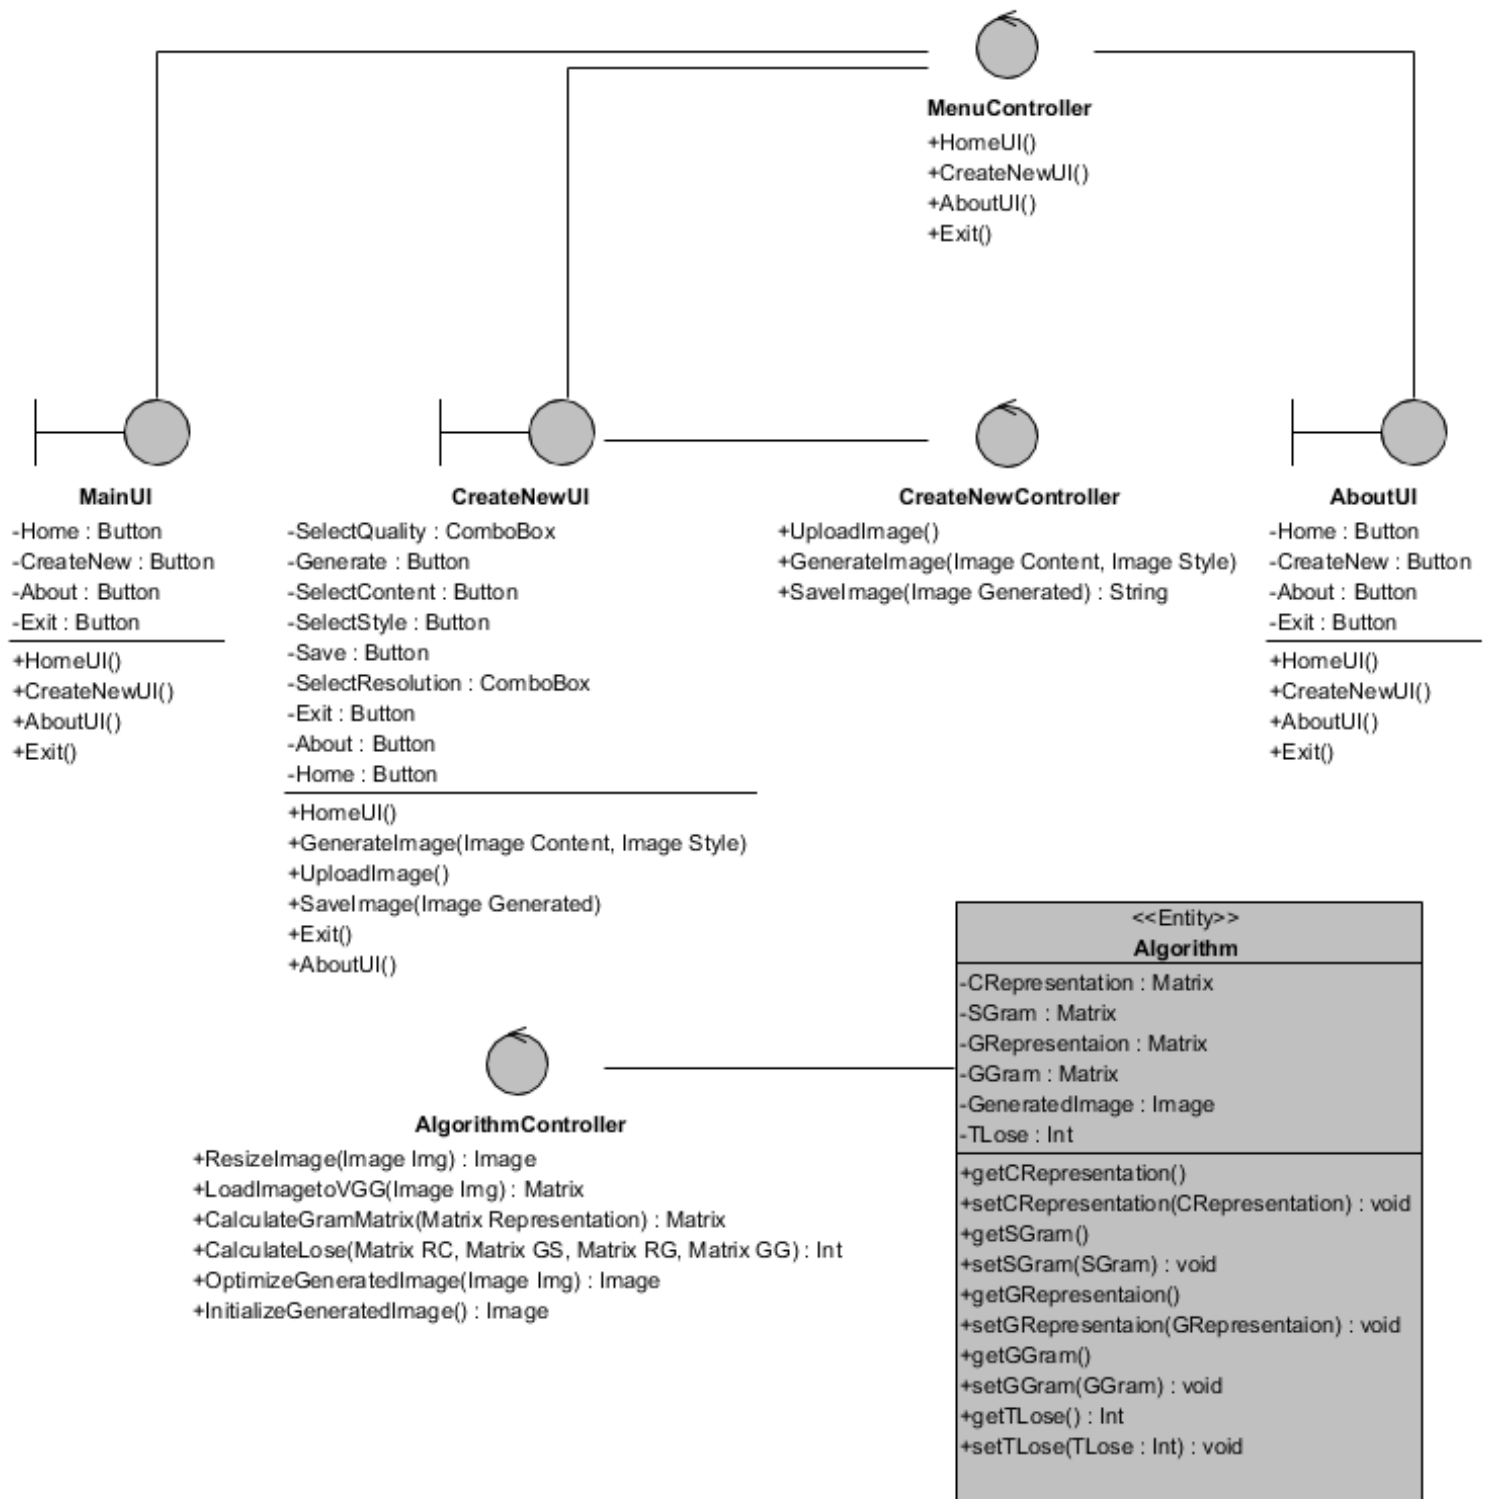 MenuController
+HomeUI()
+CreateNewUI()
+AboutUI()
+Exit()
MainUI
-Home : Button
-CreateNew : Button
-About : Button
-Exit : Button
+HomeUI()
+CreateNewUI()
+AboutUI()
+Exit()
CreateNewUI
-SelectQuality : ComboBox
-Generate : Button
-SelectContent : Button
-SelectStyle : Button
-Save : Button
-SelectResolution : ComboBox
-Exit : Button
-About : Button
-Home : Button
+HomeUI()
+GenerateImage(Image Content, Image Style)
+UploadImage()
+SaveImage(Image Generated)
+Exit()
+AboutUI()
CreateNewController
+UploadImage()
+GenerateImage(Image Content, Image Style)
+SaveImage(Image Generated) : String
AboutUI
-Home : Button
-CreateNew : Button
-About : Button
-Exit : Button
+HomeUI()
+CreateNewUI()
+AboutUI()
+Exit()
AlgorithmController
+ResizeImage(Image Img) : Image
+LoadImagetoVGG(Image Img) : Matrix
+CalculateGramMatrix(Matrix Representation) : Matrix
+CalculateLose(Matrix RC, Matrix GS, Matrix RG, Matrix GG) : Int
+OptimizeGeneratedImage(Image Img) : Image
+InitializeGeneratedImage() : Image
<<Entity>>
Algorithm
-CRepresentation : Matrix
-SGram : Matrix
-GRepresentaion : Matrix
-GGram : Matrix
-GeneratedImage : Image
-TLose : Int
+getCRepresentation()
+setCRepresentation(CRepresentation) : void
+getSGram()
+setSGram(SGram) : void
+getGRepresentaion()
+setGRepresentaion(GRepresentaion) : void
+getGGram()
+setGGram(GGram) : void
+getTLose() : Int
+setTLose(TLose : Int) : void